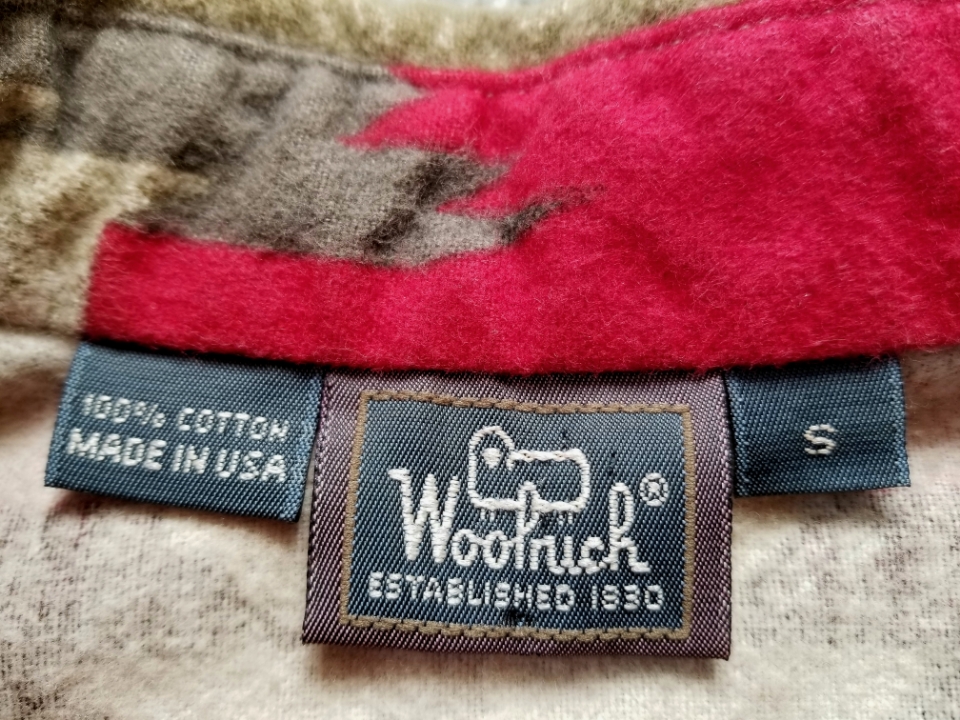 100% COTTON
MADE IN USA
Woolrich®
ESTABLISHED 1830
S